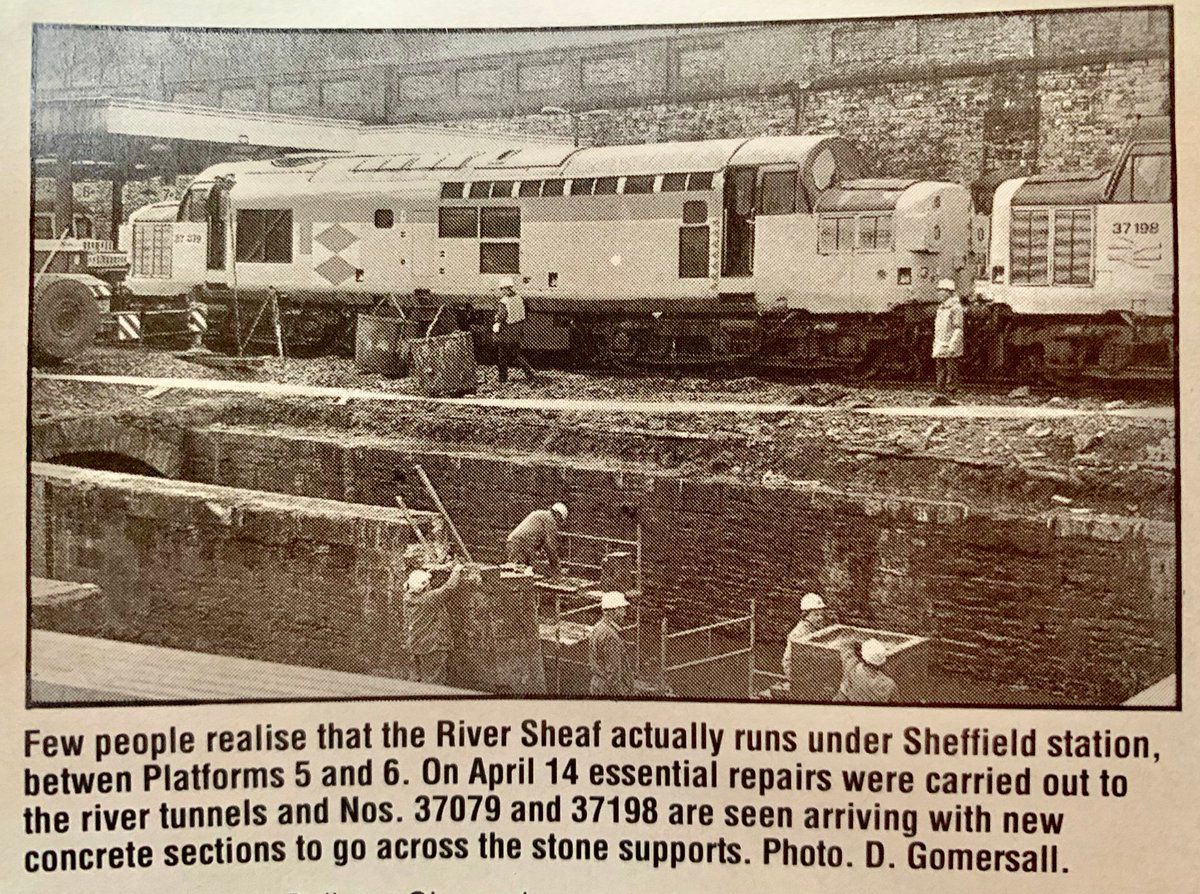 37 079
37198
Few people realise that the River Sheaf actually runs under Sheffield station,
betwen Platforms 5 and 6. On April 14 essential repairs were carried out to
the river tunnels and Nos. 37079 and 37198 are seen arriving with new
concrete sections to go across the stone supports. Photo. D. Gomersall.